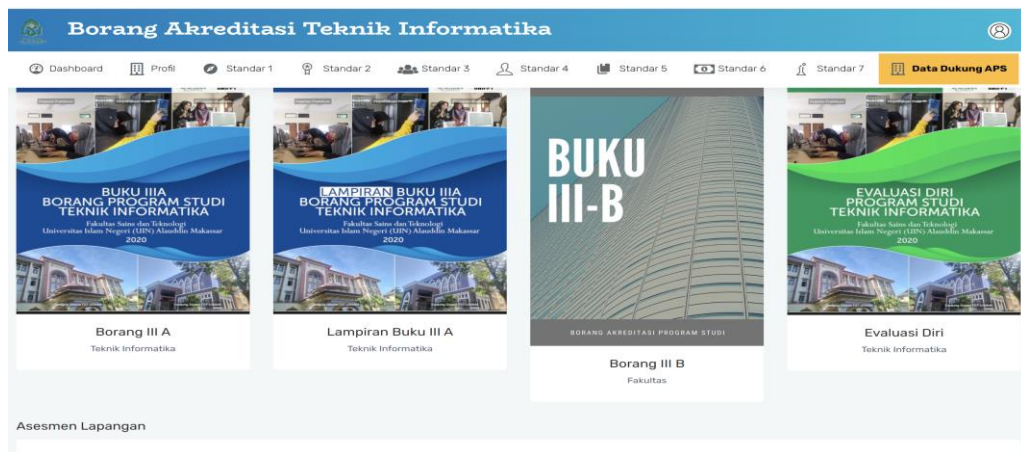 Borang Akreditasi Teknik Informatika
Dashboard Profil Standar 1 Standar 2 Standar 3 Standar 4 Standar 5 Standar 6 Standar 7 Data Dukung APS
BUKU IIIA
BORANG PROGRAM STUDI
TEKNIK INFORMATIKA
Fakultas Sains dan Teknologi
Universitas Islam Negeri (UIN) Alauddin Makassar
2020
Borang III A
Teknik Informatika
LAMPIRAN BUKU IIIA
BORANG PROGRAM STUDI
TEKNIK INFORMATIKA
Fakultas Sains dan Teknologi
Universitas Islam Negeri (UIN) Alauddin Makassar
2020
Lampiran Buku III A
Teknik Informatika
BUKU
III-B
BORANG AKREDITASI PROGRAM STUDI
Borang III B
Fakultas
EVALUASI DIRI
PROGRAM STUDI
TEKNIK INFORMATIKA
Fakultas Sains dan Teknologi
Universitas Islam Negeri (UIN) Alauddin Makassar
2020
Evaluasi Diri
Teknik Informatika
Asesmen Lapangan